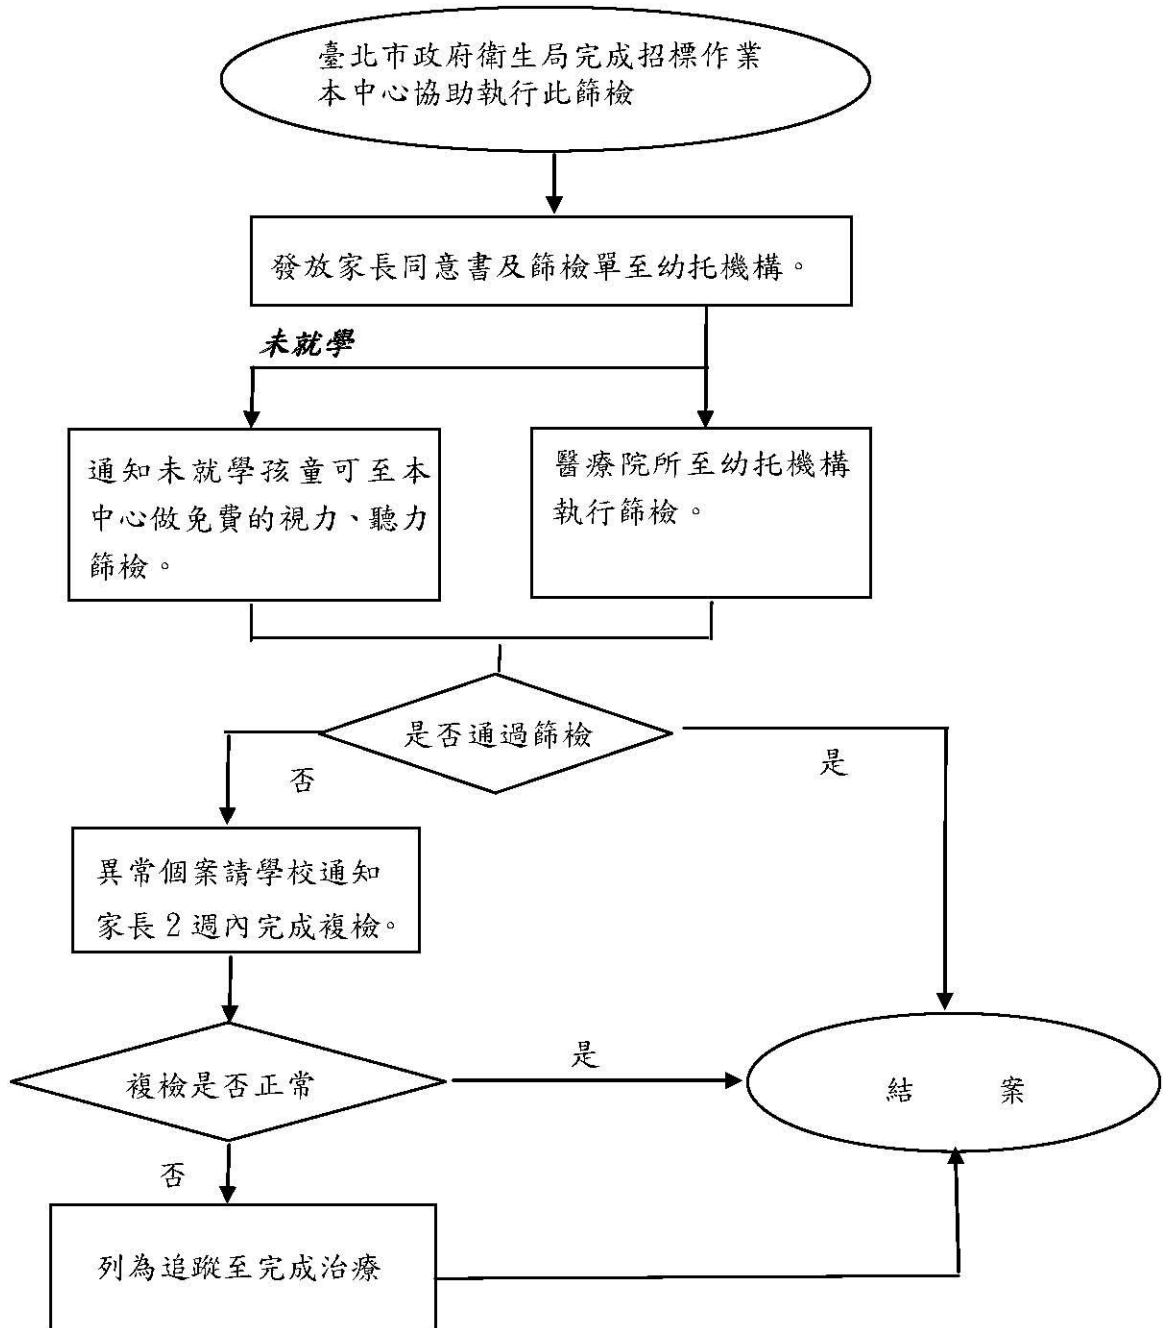 臺北市政府衛生局完成招標作業
本中心協助執行此篩檢
發放家長同意書及篩檢單至幼托機構。
未就學
通知未就學孩童可至本
中心做免費的視力、聽力
篩檢。
醫療院所至幼托機構
執行篩檢。
是否通過篩檢
否
是
異常個案請學校通知
家長2週內完成複檢。
複檢是否正常
是
結 案
否
列為追蹤至完成治療